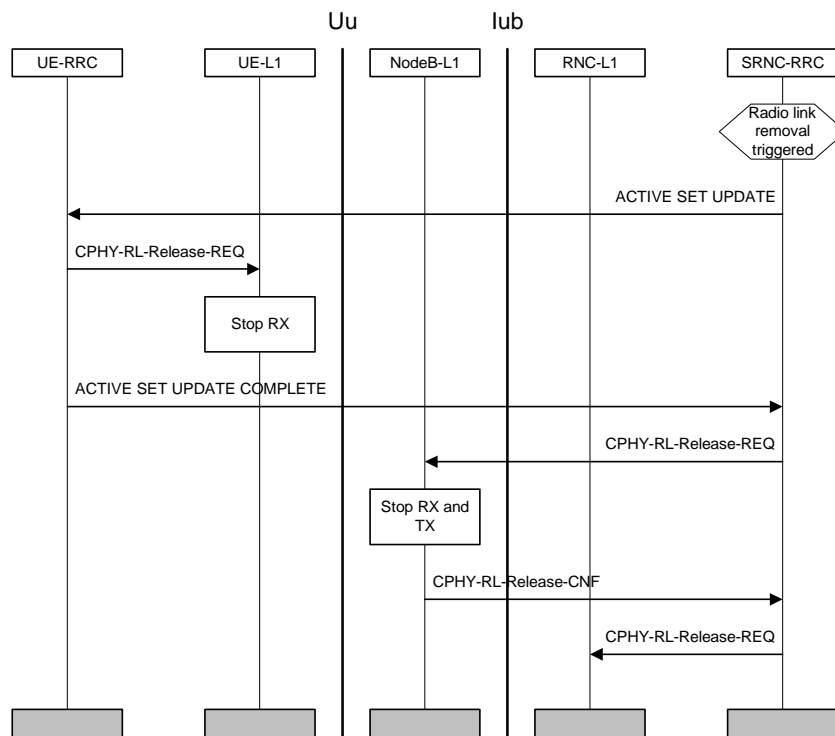 Uu
Iub
UE-RRC
UE-L1
NodeB-L1
RNC-L1
SRNC-RRC
Radio link
removal
triggered
ACTIVE SET UPDATE
CPHY-RL-Release-REQ
Stop RX
ACTIVE SET UPDATE COMPLETE
CPHY-RL-Release-REQ
Stop RX and
TX
CPHY-RL-Release-CNF
CPHY-RL-Release-REQ